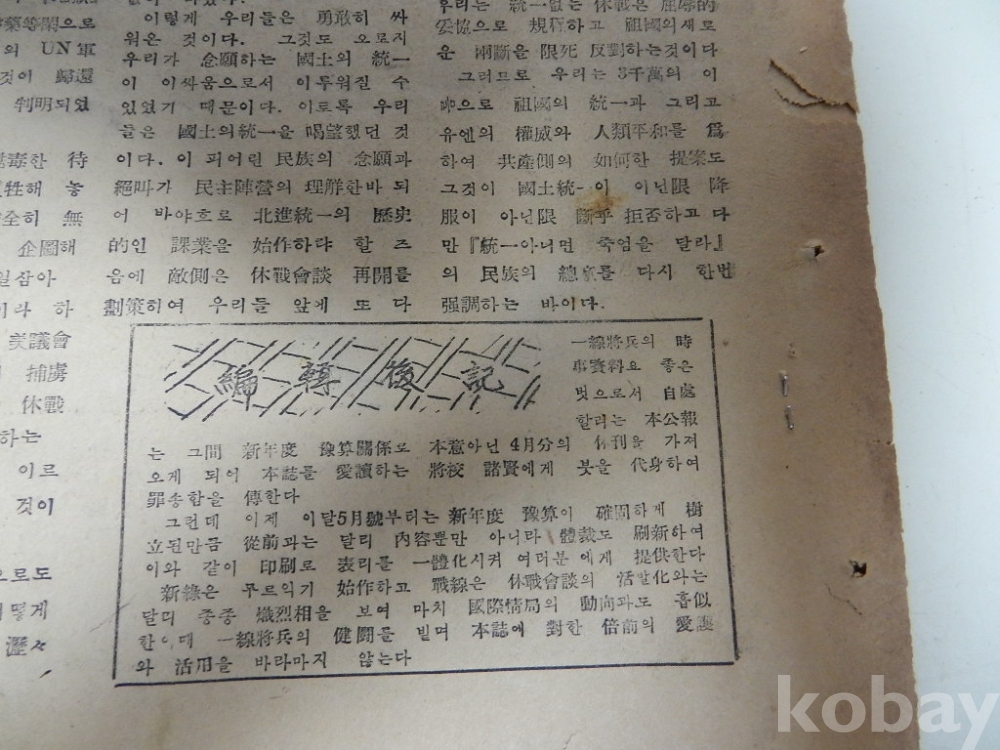 藥等閑으로
의 UN軍
것이 歸還
判明되었
毒한 待
牲해 놓
全히 無
企圖해
일삼아
이라 하
美議會
捕虜
休戰
하는
이르
것이
으로도
어떻게
瀝々
이렇게 우리들은 勇敢히 싸
워온 것이다. 그것도 오로지
우리가 念願하는 國土의 統一
이 이싸움으로서 이루워질 수
있었기 때문이다. 이토록 우리
들은 國土의統一을 渴望했던 것
이다. 이 피어린 民族의 念願과
絕叫가 民主陣營의 理解한바 되
어 바야흐로 北進統一의 歷史
的인 課業을 始作하랴 할 즈
음에 敵側은 休戰會談 再開를
劃策하여 우리들 앞에 또 다
우리는 統一없는 休戰은 屈辱的
妥協으로 規程하고 祖國의새로
운 兩斷을 限死 反對하는것이다
그러므로 우리는 3千萬의 이
름으로 祖國의 統一과 그리고
유엔의 權威와 人類平和를 爲
하여 共產側의 如何한 提案도
그것이 國土統一이 아닌限 降
服이 아닌限 斷乎 拒否하고 다
만『統一아니면 죽엄을 달라』
의 民族의 總意를 다시 한번
强調하는 바이다.
編輯後記
一線將兵의 時
事資料요 좋은
벗으로서 自處
할려는 本公報
는 그間 新年度 豫算關係로 本意아닌 4月分의 休刊을 가져
오게 되어 本誌를 愛讀하는 將校 諸賢에게 붓을 代身하여
罪송함을 傳한다
그런데 이제 이달5月號부터는 新年度 豫算이 確固하게 樹
立된만큼 從前과는 달리 內容뿐만 아니라 體裁도 刷新하여
이와 같이 印刷로 表리를 一體化시켜 여러분 에게 提供한다
新綠은 푸르익기 始作하고 戰線은 休戰會談의 活발化와는
달리 종종 熾烈相을 보여 마치 國際情局의 動向과도 흡似
한이때 一線將兵의 健鬪를 빌며 本誌에 對한 倍前의 愛護
와 活用을 바라마지 않는다
kobay